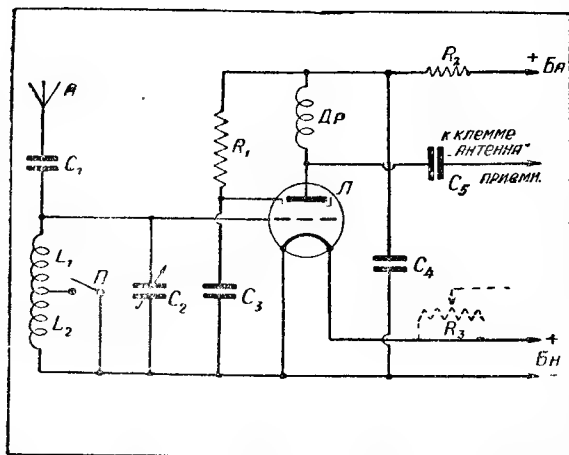 A
C₁
L₁
L₂
П
C₂
C₃
R₁
Др
Л
R₂
+ Ба
К КЛЕММЕ
„АНТЕННА"
C₅
ПРИЕМН.
C₄
R₃
+
Бн
-